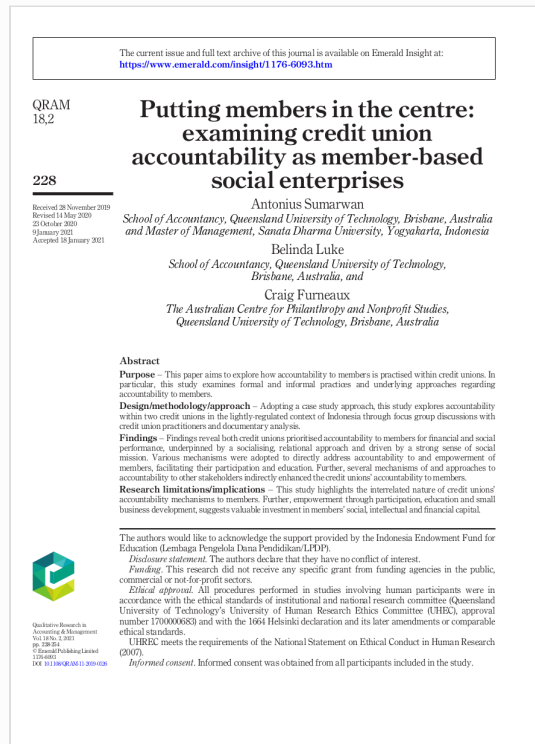 The current issue and full text archive of this journal is available on Emerald Insight at:
https://www.emerald.com/insight/1176-6093.htm
QRAM
18,2
228
Received 28 November 2019
Revised 14 May 2020
23 October 2020
9 January 2021
Accepted 18 January 2021
Putting members in the centre:
examining credit union
accountability as member-based
social enterprises
Antonius Sumarwan
School of Accountancy, Queensland University of Technology, Brisbane, Australia
and Master of Management, Sanata Dharma University, Yogyakarta, Indonesia
Belinda Luke
School of Accountancy, Queensland University of Technology,
Brisbane, Australia, and
Craig Furneaux
The Australian Centre for Philanthropy and Nonprofit Studies,
Queensland University of Technology, Brisbane, Australia
Abstract
Purpose – This paper aims to explore how accountability to members is practised within credit unions. In
particular, this study examines formal and informal practices and underlying approaches regarding
accountability to members.
Design/methodology/approach – Adopting a case study approach, this study explores accountability
within two credit unions in the lightly-regulated context of Indonesia through focus group discussions with
credit union practitioners and documentary analysis.
Findings – Findings reveal both credit unions prioritised accountability to members for financial and social
performance, underpinned by a socialising, relational approach and driven by a strong sense of social
mission. Various mechanisms were adopted to directly address accountability to and empowerment of
members, facilitating their participation and education. Further, several mechanisms of and approaches to
accountability to other stakeholders indirectly enhanced the credit unions' accountability to members.
Research limitations/implications – This study highlights the interrelated nature of credit unions'
accountability mechanisms to members. Further, empowerment through participation, education and small
business development, suggests valuable investment in members' social, intellectual and financial capital.
The authors would like to acknowledge the support provided by the Indonesia Endowment Fund for
Education (Lembaga Pengelola Dana Pendidikan/LPDP).
Disclosure statement. The authors declare that they have no conflict of interest.
Funding. This research did not receive any specific grant from funding agencies in the public,
commercial or not-for-profit sectors.
Ethical approval. All procedures performed in studies involving human participants were in
accordance with the ethical standards of institutional and national research committee (Queensland
University of Technology's University of Human Research Ethics Committee (UHEC), approval
number 1700000683) and with the 1664 Helsinki declaration and its later amendments or comparable
ethical standards.
UHREC meets the requirements of the National Statement on Ethical Conduct in Human Research
(2007).
Informed consent. Informed consent was obtained from all participants included in the study.
Qualitative Research in
Accounting & Management
Vol. 18 No. 2, 2021
pp. 228-254
© Emerald Publishing Limited
1176-6093
DOI 10.1108/QRAM-11-2019-0126